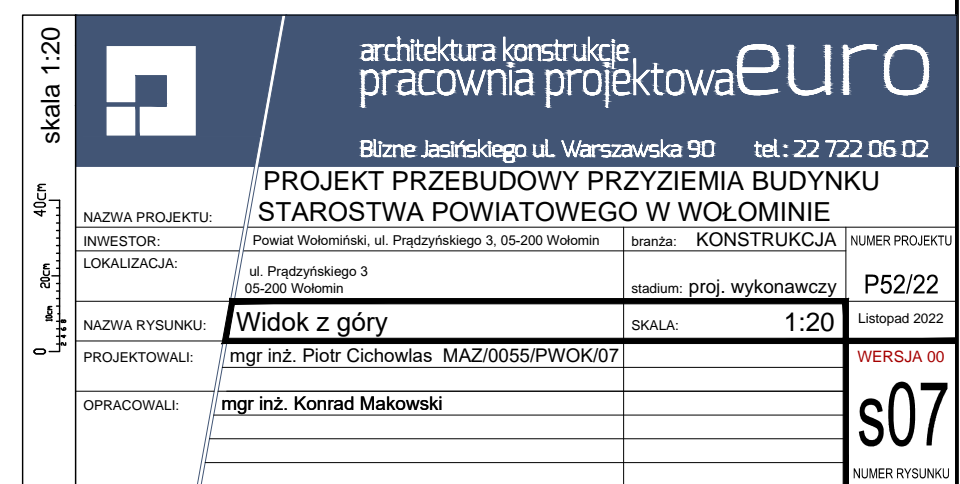 skala 1:20
architektura konstrukcje
pracownia projektowa euro
Blizne Jasińskiego ul. Warszawska 90 tel.: 22 722 06 02
40cm
20cm
10cm
2 4 6 8
0
NAZWA PROJEKTU:
PROJEKT PRZEBUDOWY PRZYZIEMIA BUDYNKU
STAROSTWA POWIATOWEGO W WOŁOMINIE
INWESTOR: Powiat Wołomiński, ul. Prądzyńskiego 3, 05-200 Wołomin branża: KONSTRUKCJA NUMER PROJEKTU
LOKALIZACJA: ul. Prądzyńskiego 3
05-200 Wołomin stadium: proj. wykonawczy P52/22
NAZWA RYSUNKU: Widok z góry SKALA: 1:20 Listopad 2022
PROJEKTOWALI: mgr inż. Piotr Cichowlas MAZ/0055/PWOK/07 WERSJA 00
OPRACOWALI: mgr inż. Konrad Makowski s07
NUMER RYSUNKU